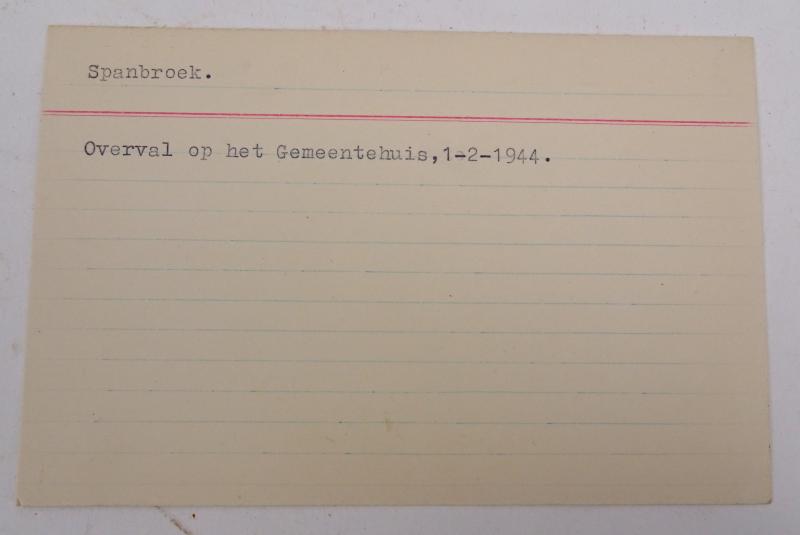 Spanbroek.
Overval op het Gemeentehuis,1-2-1944.